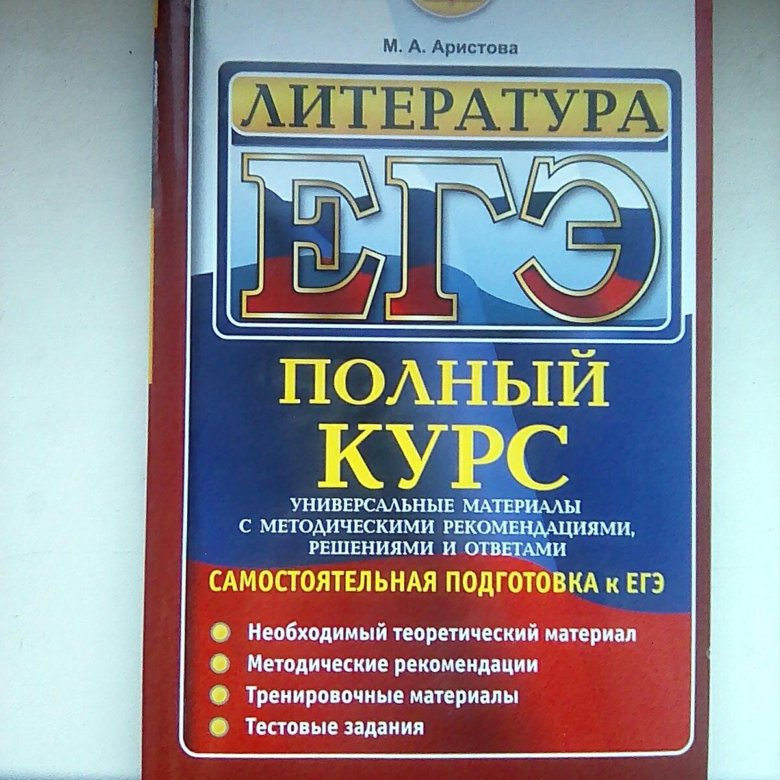 М. А. Аристова
ЛИТЕРАТУРА
ЕГЭ
ПОЛНЫЙ
КУРС
УНИВЕРСАЛЬНЫЕ МАТЕРИАЛЫ
С МЕТОДИЧЕСКИМИ РЕКОМЕНДАЦИЯМИ,
РЕШЕНИЯМИ И ОТВЕТАМИ
САМОСТОЯТЕЛЬНАЯ ПОДГОТОВКА к ЕГЭ
Необходимый теоретический материал
Методические рекомендации
Тренировочные материалы
Тестовые задания